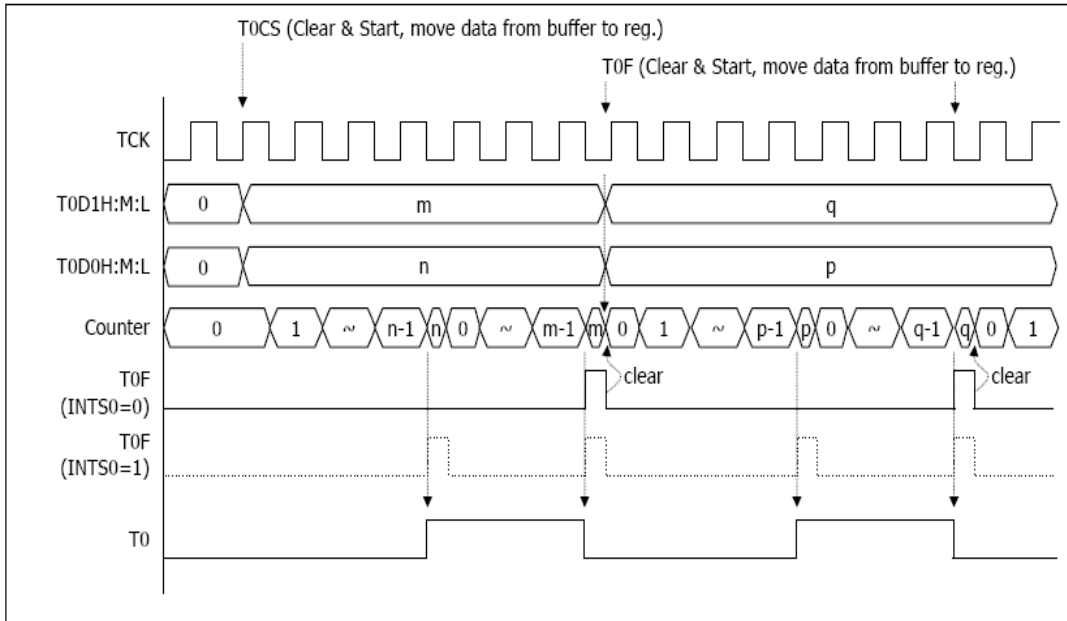 T0CS (Clear & Start, move data from buffer to reg.)
T0F (Clear & Start, move data from buffer to reg.)
TCK
T0D1H:M:L 0 m q
T0D0H:M:L 0 n p
Counter 0 1 ~ n-1 n 0 ~ m-1 m 0 1 ~ p-1 p 0 ~ q-1 q 0 1
T0F
(INTS0=0)
clear
clear
T0F
(INTS0=1)
T0